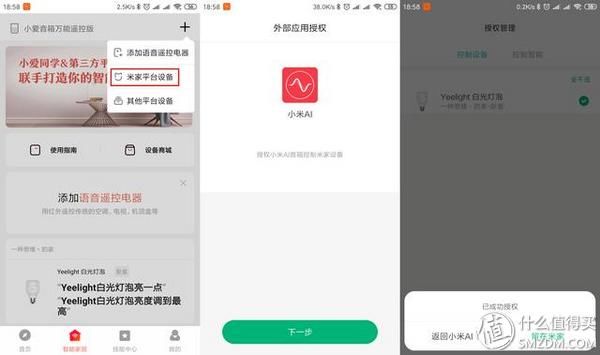 18:58
2.5K/s
小爱音箱万能遥控版
添加语音遥控电器
米家平台设备
其他平台设备
小爱同学&第三方平
联手打造你的智能
使用指南
设备商城
添加语音遥控电器
用红外遥控传统的空调、电视、机顶盒等
一种思维·的家
Yeelight 白光灯泡
卧室
“Yeelight白光灯泡亮一点”
“Yeelight白光灯泡亮度调到最高”
音贝
智能家居
技能中心
我的
18:58
38.0K/s
外部应用授权
小米AI
授权小米AI音箱控制米家设备
下一步
18:58
0.2K/s
授权管理
控制设备
控制智能
全不选
Yeelight 白光灯泡
一种思维·的家-卧室
已成功授权
返回小米AI
留在米家
值 什么值得买
SMZDM.COM